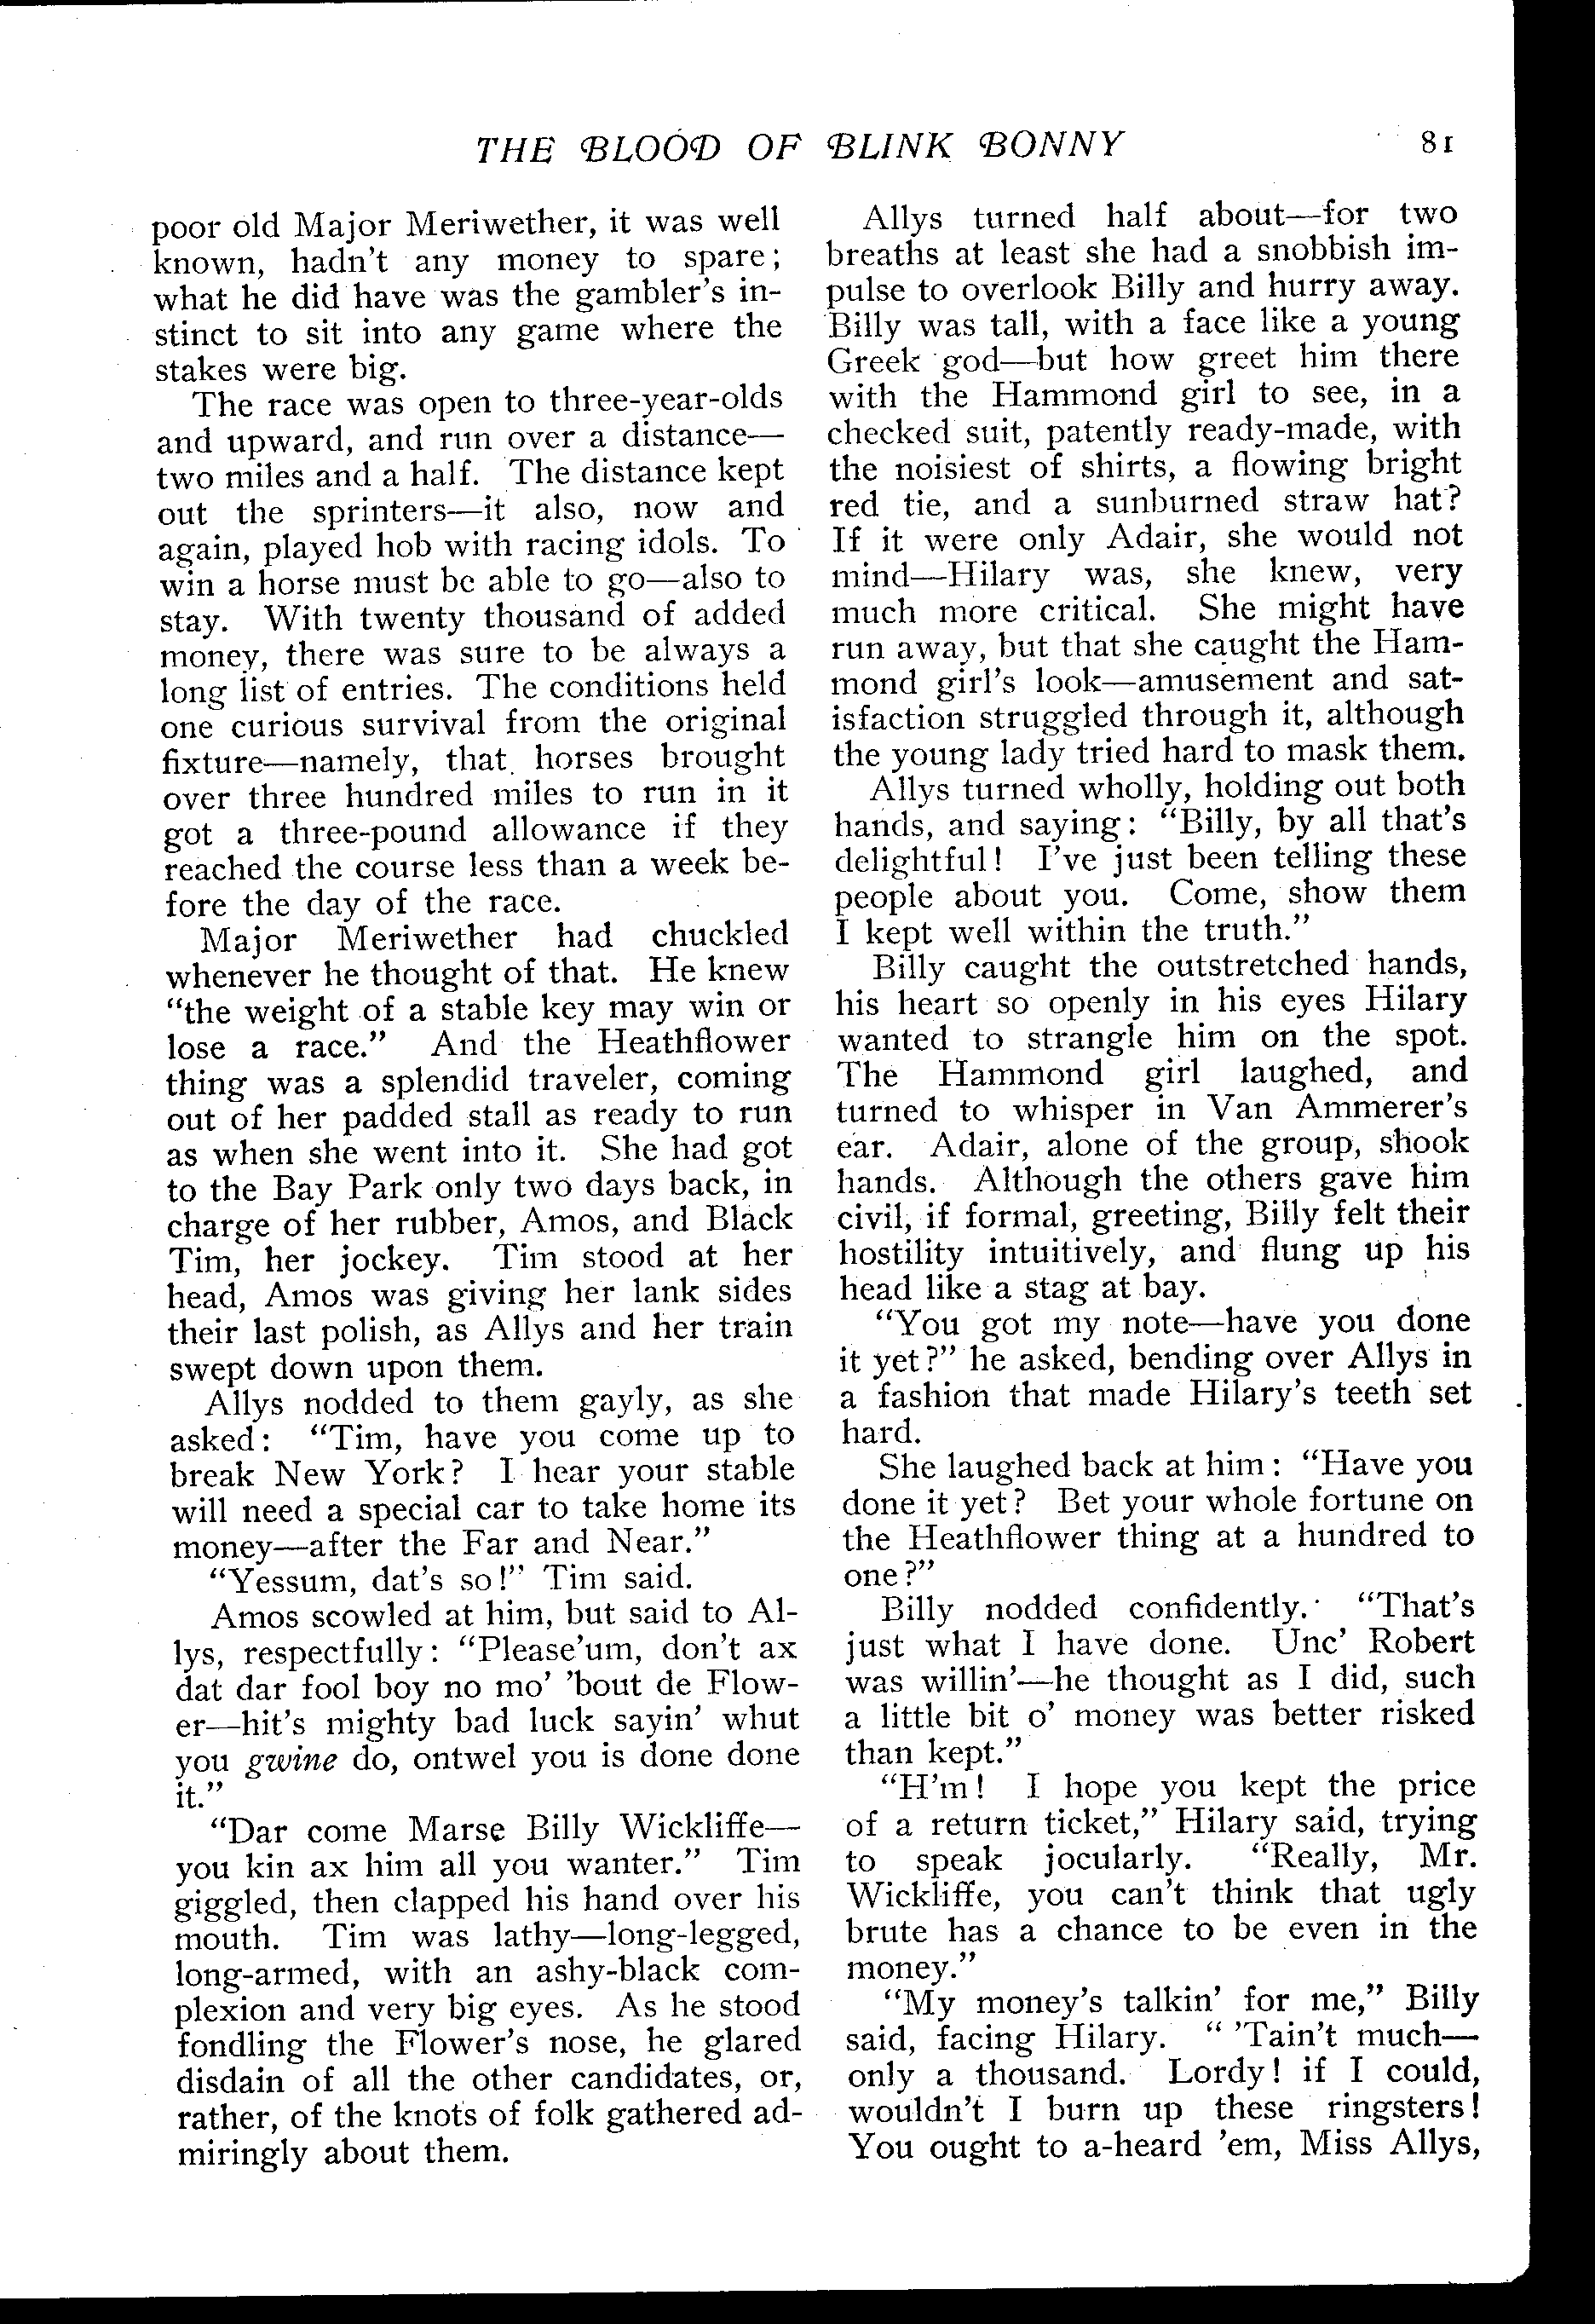 THE BLOOD OF BLINK BONNY 81
poor old Major Meriwether, it was well
known, hadn't any money to spare;
what he did have was the gambler's in-
stinct to sit into any game where the
stakes were big.
The race was open to three-year-olds
and upward, and run over a distance—
two miles and a half. The distance kept
out the sprinters—it also, now and
again, played hob with racing idols. To
win a horse must be able to go—also to
stay. With twenty thousand of added
money, there was sure to be always a
long list of entries. The conditions held
one curious survival from the original
fixture—namely, that horses brought
over three hundred miles to run in it
got a three-pound allowance if they
reached the course less than a week be-
fore the day of the race.
Major Meriwether had chuckled
whenever he thought of that. He knew
"the weight of a stable key may win or
lose a race." And the Heathflower
thing was a splendid traveler, coming
out of her padded stall as ready to run
as when she went into it. She had got
to the Bay Park only two days back, in
charge of her rubber, Amos, and Black
Tim, her jockey. Tim stood at her
head, Amos was giving her lank sides
their last polish, as Allys and her train
swept down upon them.
Allys nodded to them gayly, as she
asked: "Tim, have you come up to
break New York? I hear your stable
will need a special car to take home its
money—after the Far and Near."
"Yessum, dat's so!" Tim said.
Amos scowled at him, but said to Al-
lys, respectfully: "Please'um, don't ax
dat dar fool boy no mo' 'bout de Flow-
er—hit's mighty bad luck sayin' whut
you gwine do, ontwel you is done done
it."
"Dar come Marse Billy Wickliffe—
you kin ax him all you wanter." Tim
giggled, then clapped his hand over his
mouth. Tim was lathy—long-legged,
long-armed, with an ashy-black com-
plexion and very big eyes. As he stood
fondling the Flower's nose, he glared
disdain of all the other candidates, or,
rather, of the knots of folk gathered ad-
miringly about them.
Allys turned half about—for two
breaths at least she had a snobbish im-
pulse to overlook Billy and hurry away.
Billy was tall, with a face like a young
Greek god—but how greet him there
with the Hammond girl to see, in a
checked suit, patently ready-made, with
the noisiest of shirts, a flowing bright
red tie, and a sunburned straw hat?
If it were only Adair, she would not
mind—Hilary was, she knew, very
much more critical. She might have
run away, but that she caught the Ham-
mond girl's look—amusement and sat-
isfaction struggled through it, although
the young lady tried hard to mask them.
Allys turned wholly, holding out both
hands, and saying: "Billy, by all that's
delightful! I've just been telling these
people about you. Come, show them
I kept well within the truth."
Billy caught the outstretched hands,
his heart so openly in his eyes Hilary
wanted to strangle him on the spot.
The Hammond girl laughed, and
turned to whisper in Van Ammerer's
ear. Adair, alone of the group, shook
hands. Although the others gave him
civil, if formal, greeting, Billy felt their
hostility intuitively, and flung up his
head like a stag at bay.
"You got my note—have you done
it yet?" he asked, bending over Allys in
a fashion that made Hilary's teeth set
hard.
She laughed back at him: "Have you
done it yet? Bet your whole fortune on
the Heathflower thing at a hundred to
one?"
Billy nodded confidently. "That's
just what I have done. Unc' Robert
was willin'—he thought as I did, such
a little bit o' money was better risked
than kept."
"H'm! I hope you kept the price
of a return ticket," Hilary said, trying
to speak jocularly. "Really, Mr.
Wickliffe, you can't think that ugly
brute has a chance to be even in the
money."
"My money's talkin' for me," Billy
said, facing Hilary. "'Tain't much—
only a thousand. Lordy! if I could,
wouldn't I burn up these ringsters!
You ought to a-heard 'em, Miss Allys,